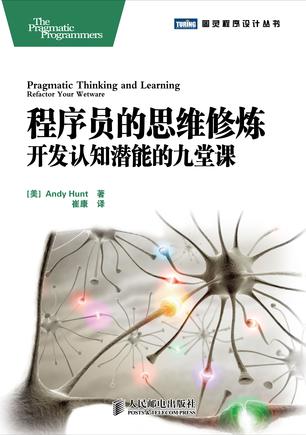 The
Pragmatic
Programmers
TURING 图灵程序设计丛书
Pragmatic Thinking and Learning
Refactor Your Wetware
程序员的思维修炼
开发认知潜能的九堂课
[美] Andy Hunt 著
崔康 译
人民邮电出版社
POSTS & TELECOM PRESS